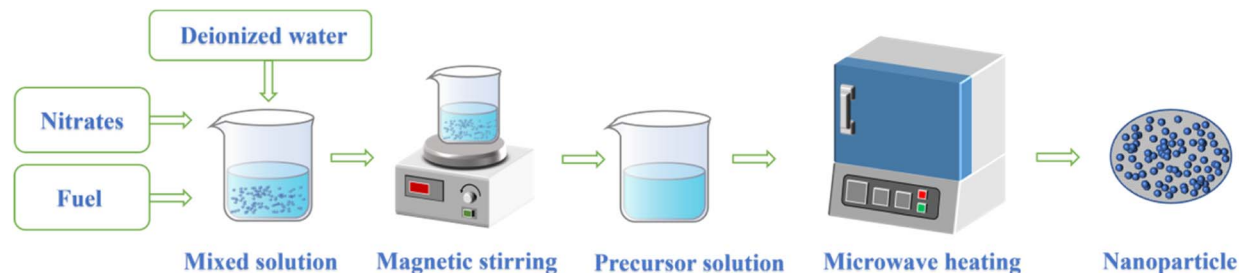 Deionized water
Nitrates
Fuel
Mixed solution
Magnetic stirring
Precursor solution
Microwave heating
Nanoparticle